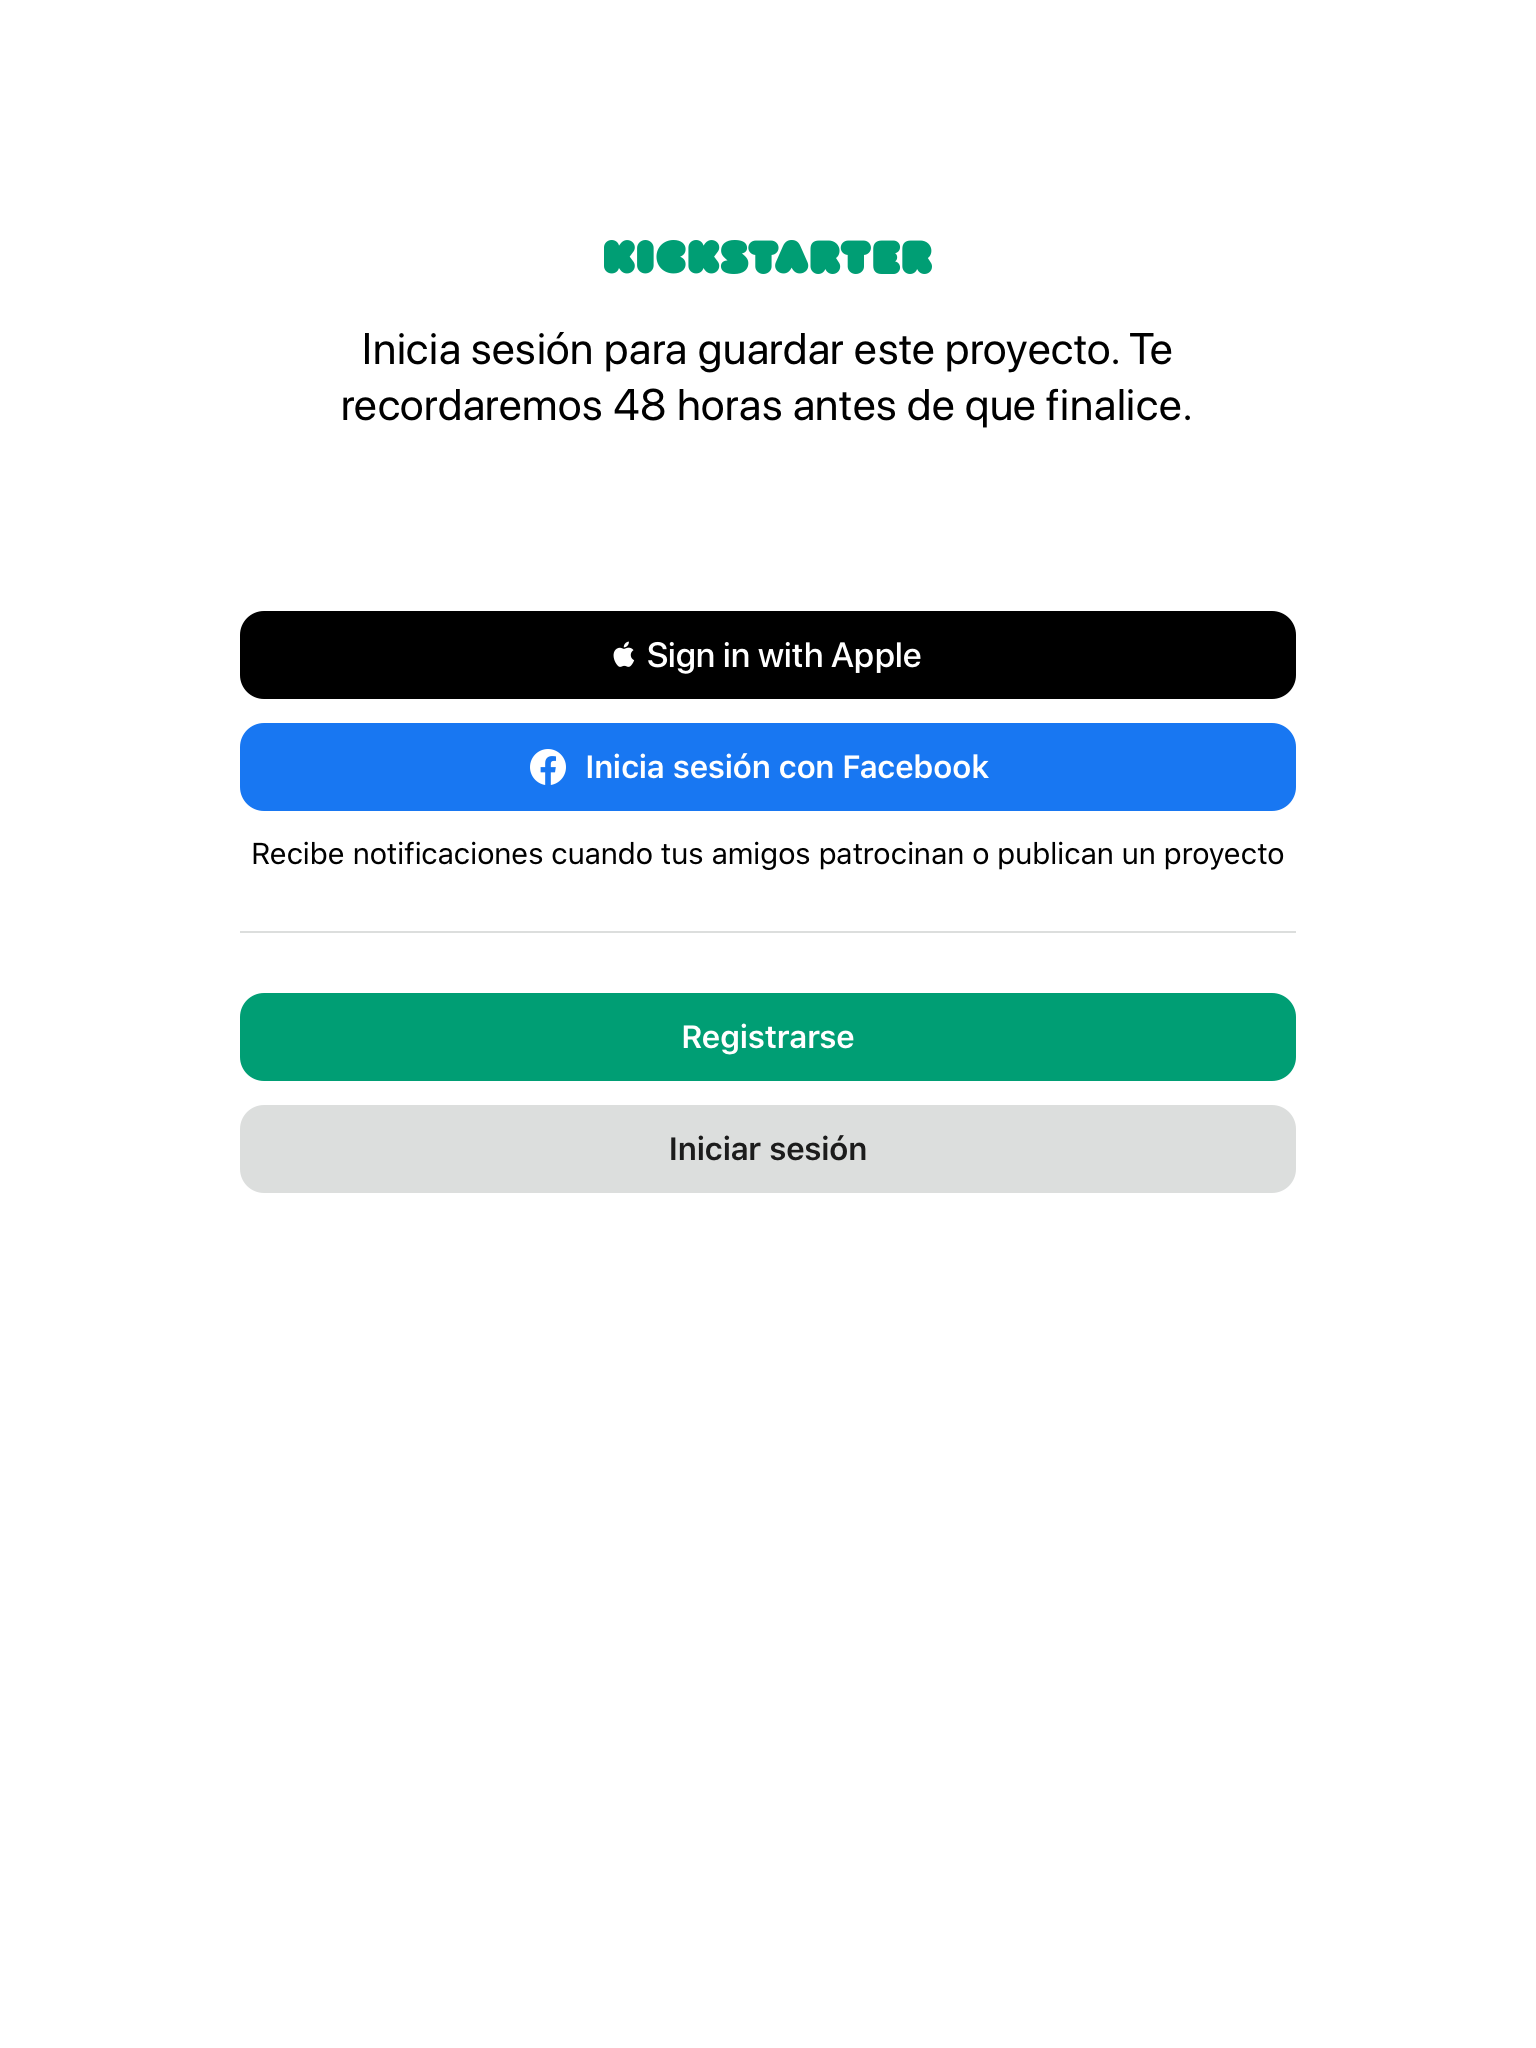 KICKSTARTER
Inicia sesión para guardar este proyecto. Te
recordaremos 48 horas antes de que finalice.
Sign in with Apple
Inicia sesión con Facebook
Recibe notificaciones cuando tus amigos patrocinan o publican un proyecto
Registrarse
Iniciar sesión